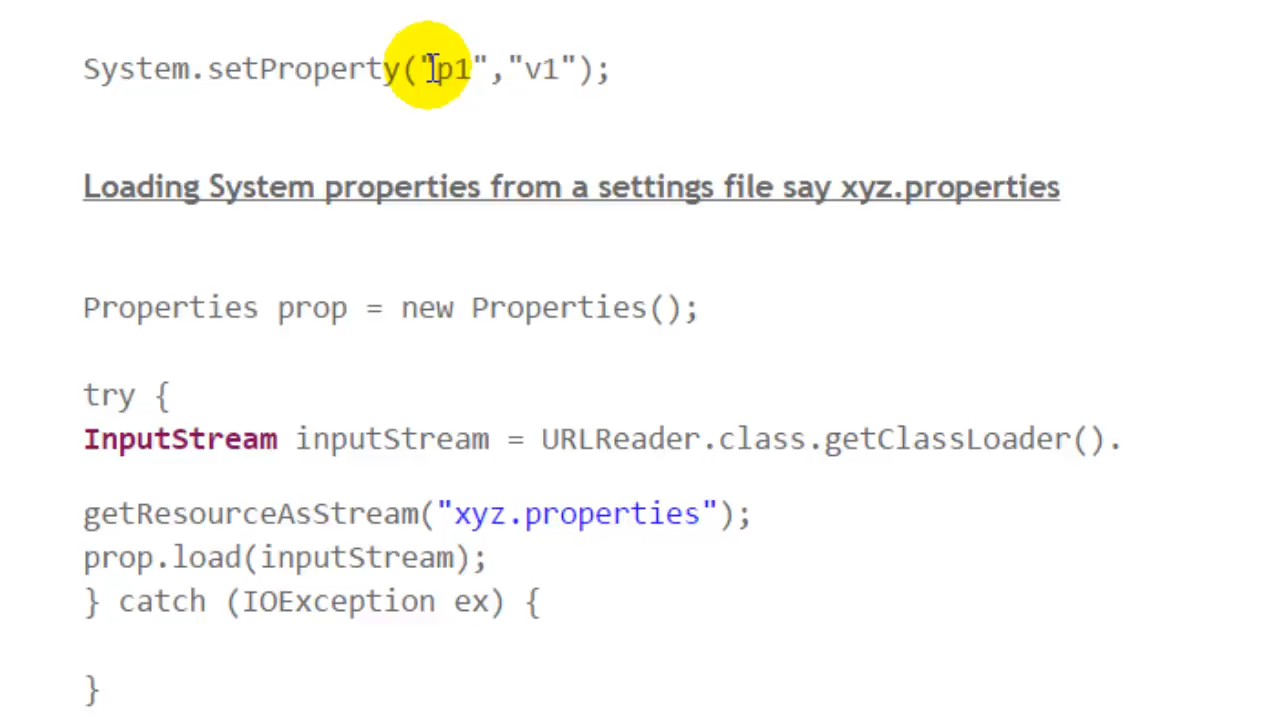 System.setProperty("p1","v1");
Loading System properties from a settings file say xyz.properties
Properties prop = new Properties();
try {
InputStream inputStream = URLReader.class.getClassLoader().
getResourceAsStream("xyz.properties");
prop.load(inputStream);
} catch (IOException ex) {
}